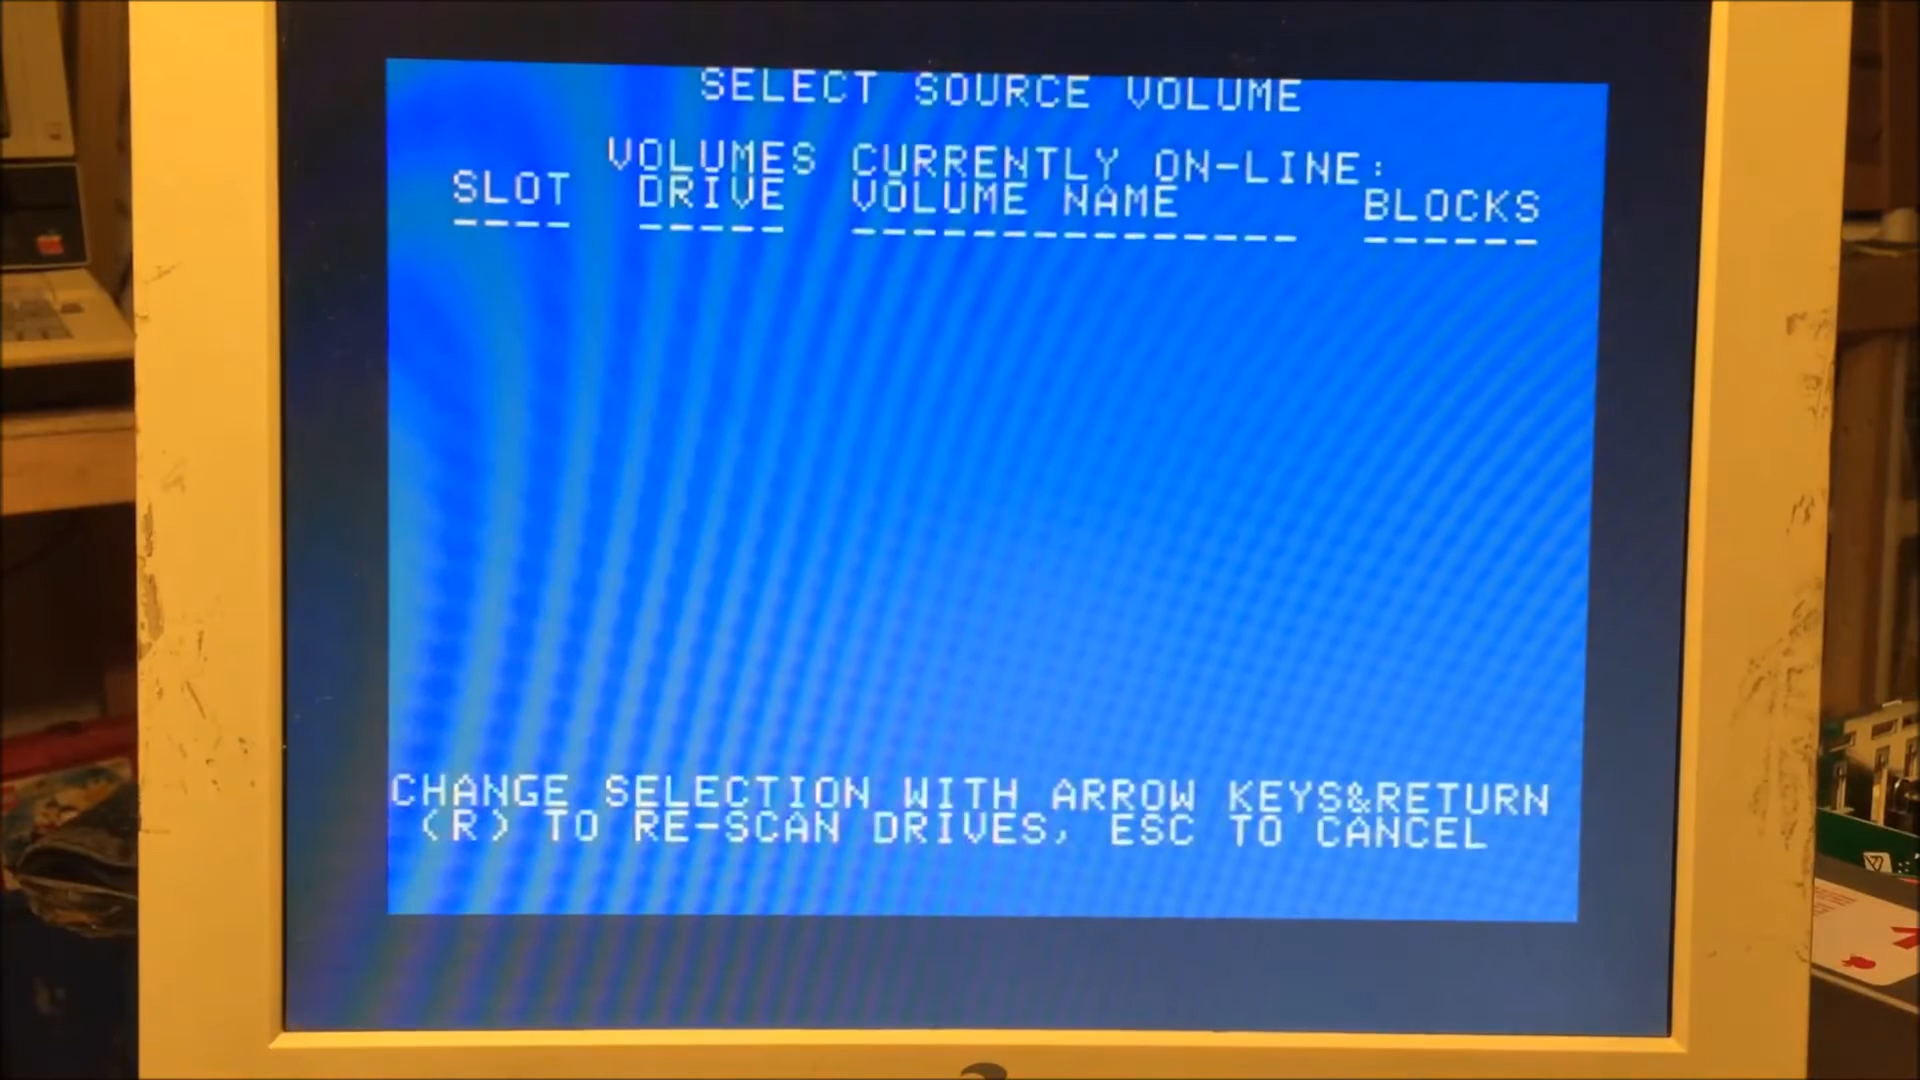 SELECT SOURCE VOLUME
VOLUMES CURRENTLY ON-LINE:
SLOT DRIVE VOLUME NAME BLOCKS
---- ----- --------------- ------
CHANGE SELECTION WITH ARROW KEYS&RETURN
(R) TO RE-SCAN DRIVES, ESC TO CANCEL